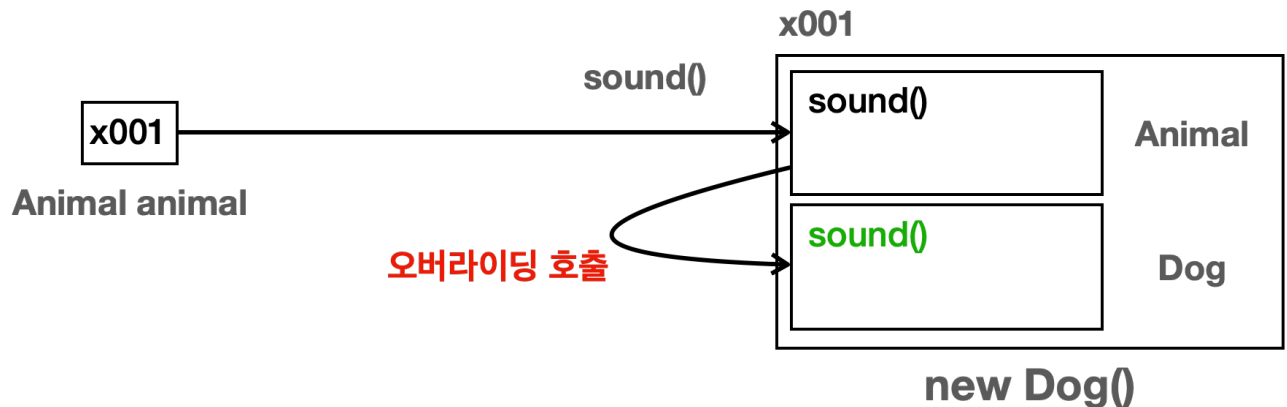 x001
sound()
sound()
x001
Animal
Animal animal
sound()
오버라이딩 호출
Dog
new Dog()